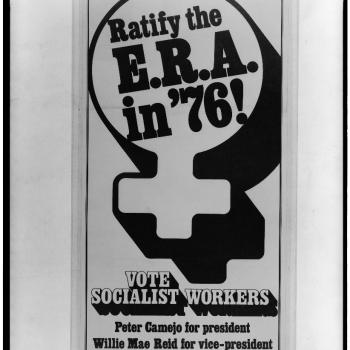 Ratify the
E.R.A.
in '76!
VOTE
SOCIALIST WORKERS
Peter Camejo for president
Willie Mae Reid for vice-president